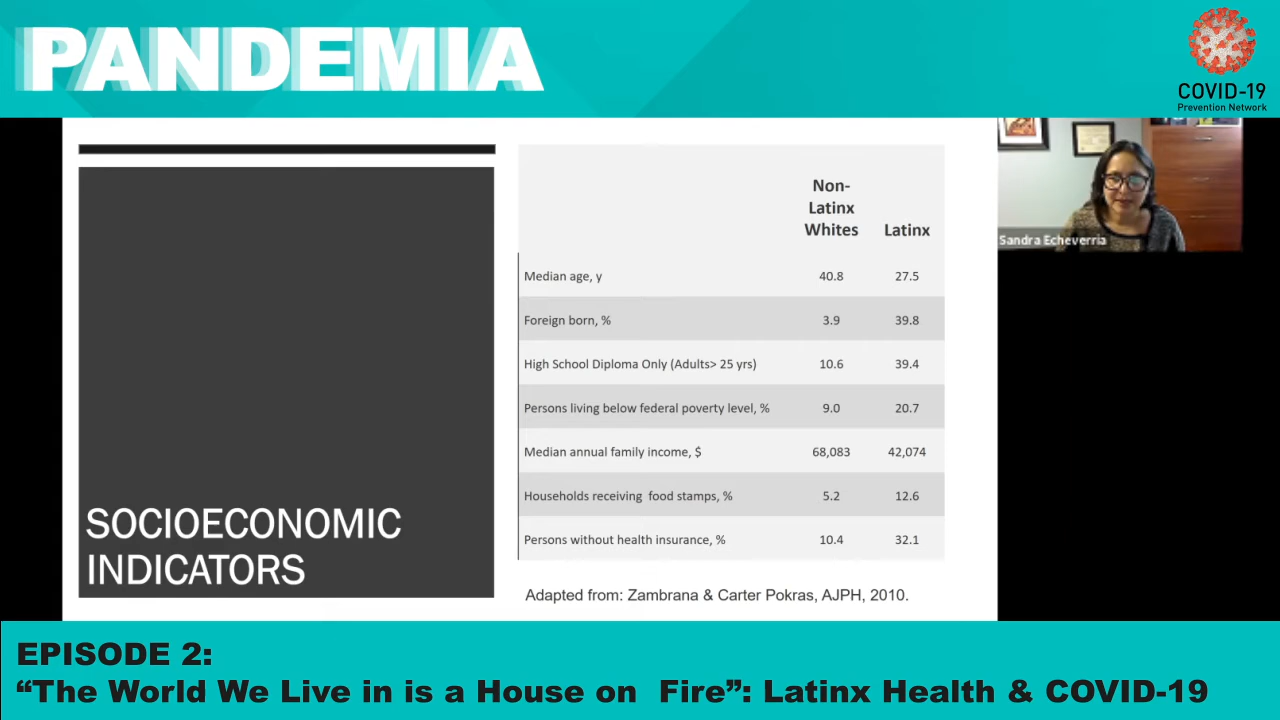 PANDEMIA
COVID-19
Prevention Network
Sandra Echeverria
SOCIOECONOMIC
INDICATORS
Non-
Latinx
Whites Latinx
Median age, y 40.8 27.5
Foreign born, % 3.9 39.8
High School Diploma Only (Adults> 25 yrs) 10.6 39.4
Persons living below federal poverty level, % 9.0 20.7
Median annual family income, $ 68,083 42,074
Households receiving food stamps, % 5.2 12.6
Persons without health insurance, % 10.4 32.1
Adapted from: Zambrana & Carter Pokras, AJPH, 2010.
EPISODE 2:
“The World We Live in is a House on Fire”: Latinx Health & COVID-19